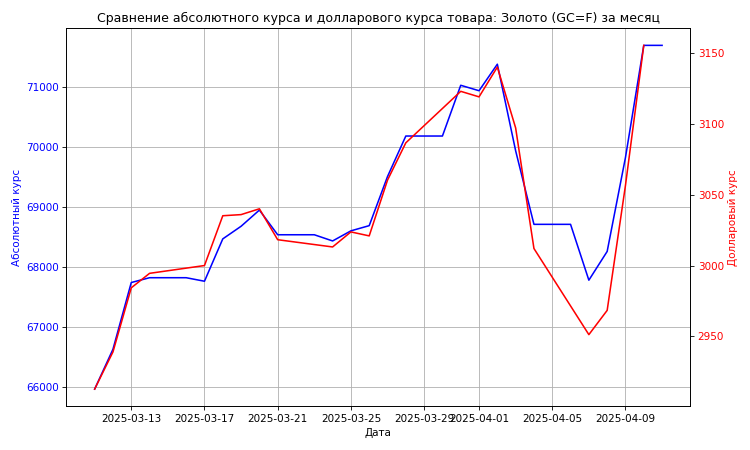 Сравнение абсолютного курса и долларового курса товара: Золото (GC=F) за месяц
Абсолютный курс
71000
70000
69000
68000
67000
66000
3150
3100
3050
3000
2950
Долларовый курс
2025-03-13 2025-03-17 2025-03-21 2025-03-25 2025-03-29 2025-04-01 2025-04-05 2025-04-09
Дата